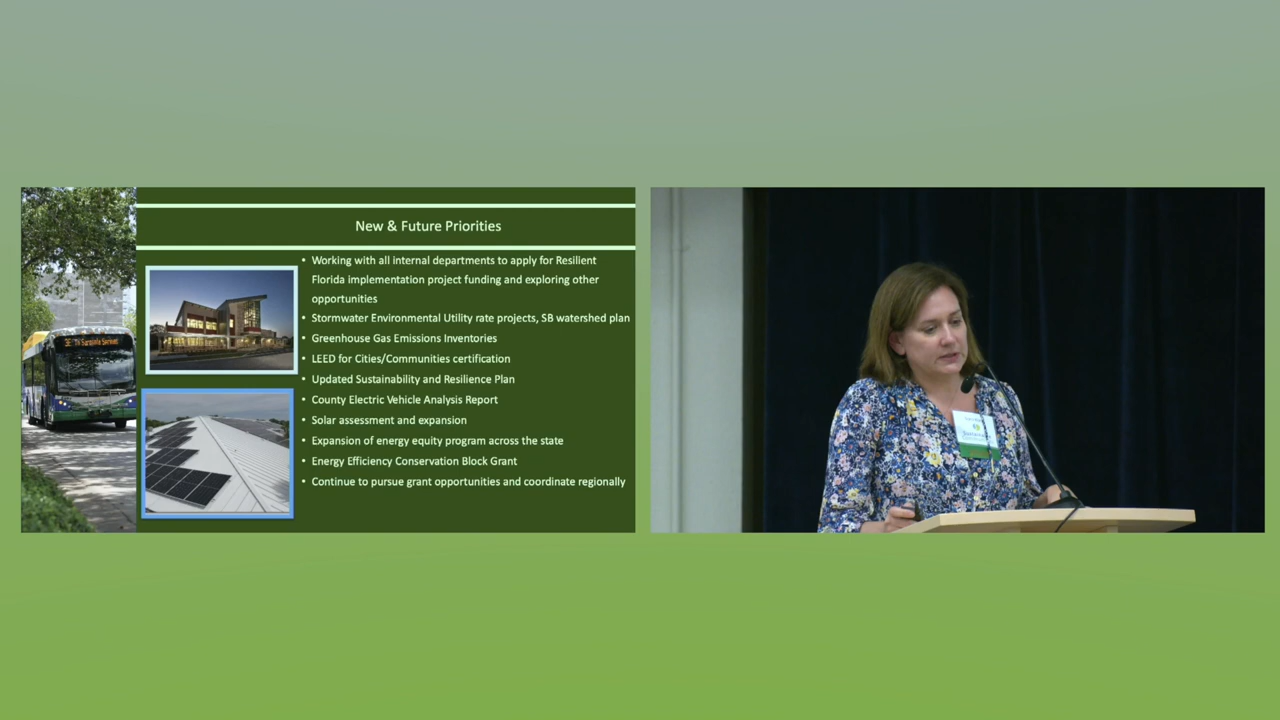 New & Future Priorities
• Working with all internal departments to apply for Resilient
Florida implementation project funding and exploring other
opportunities
• Stormwater Environmental Utility rate projects, SB watershed plan
• Greenhouse Gas Emissions Inventories
• LEED for Cities/Communities certification
• Updated Sustainability and Resilience Plan
• County Electric Vehicle Analysis Report
• Solar assessment and expansion
• Expansion of energy equity program across the state
• Energy Efficiency Conservation Block Grant
• Continue to pursue grant opportunities and coordinate regionally